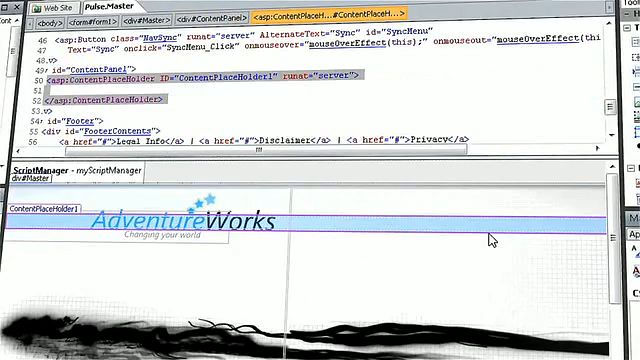 Web Site
Pulse.Master
<body> <form#form1> <div#Master> <div#ContentPanel> <asp:ContentPlaceH...#ContentPlaceH...>
46 <asp:Button class="NavSync" runat="server" AlternateText="Sync" id="SyncMenu"
47 Text="Sync" onclick="SyncMenu_Click" onmouseover="mouseOverEffect(this);" onmouseout="mouseOverEffect(thi
48 v>
49 id="ContentPanel">
50 <asp:ContentPlaceHolder ID="ContentPlaceHolder1" runat="server">
51
52 </asp:ContentPlaceHolder>
53 v>
54 id="Footer">
55 <div id="FooterContents">
56 <a href="#">Legal Info</a> | <a href="#">Disclaimer</a> | <a href="#">Privacy</a>
ScriptManager - myScriptManager
div#Master
ContentPlaceHolder1
AdventureWorks
Changing your world
Ma
Ap